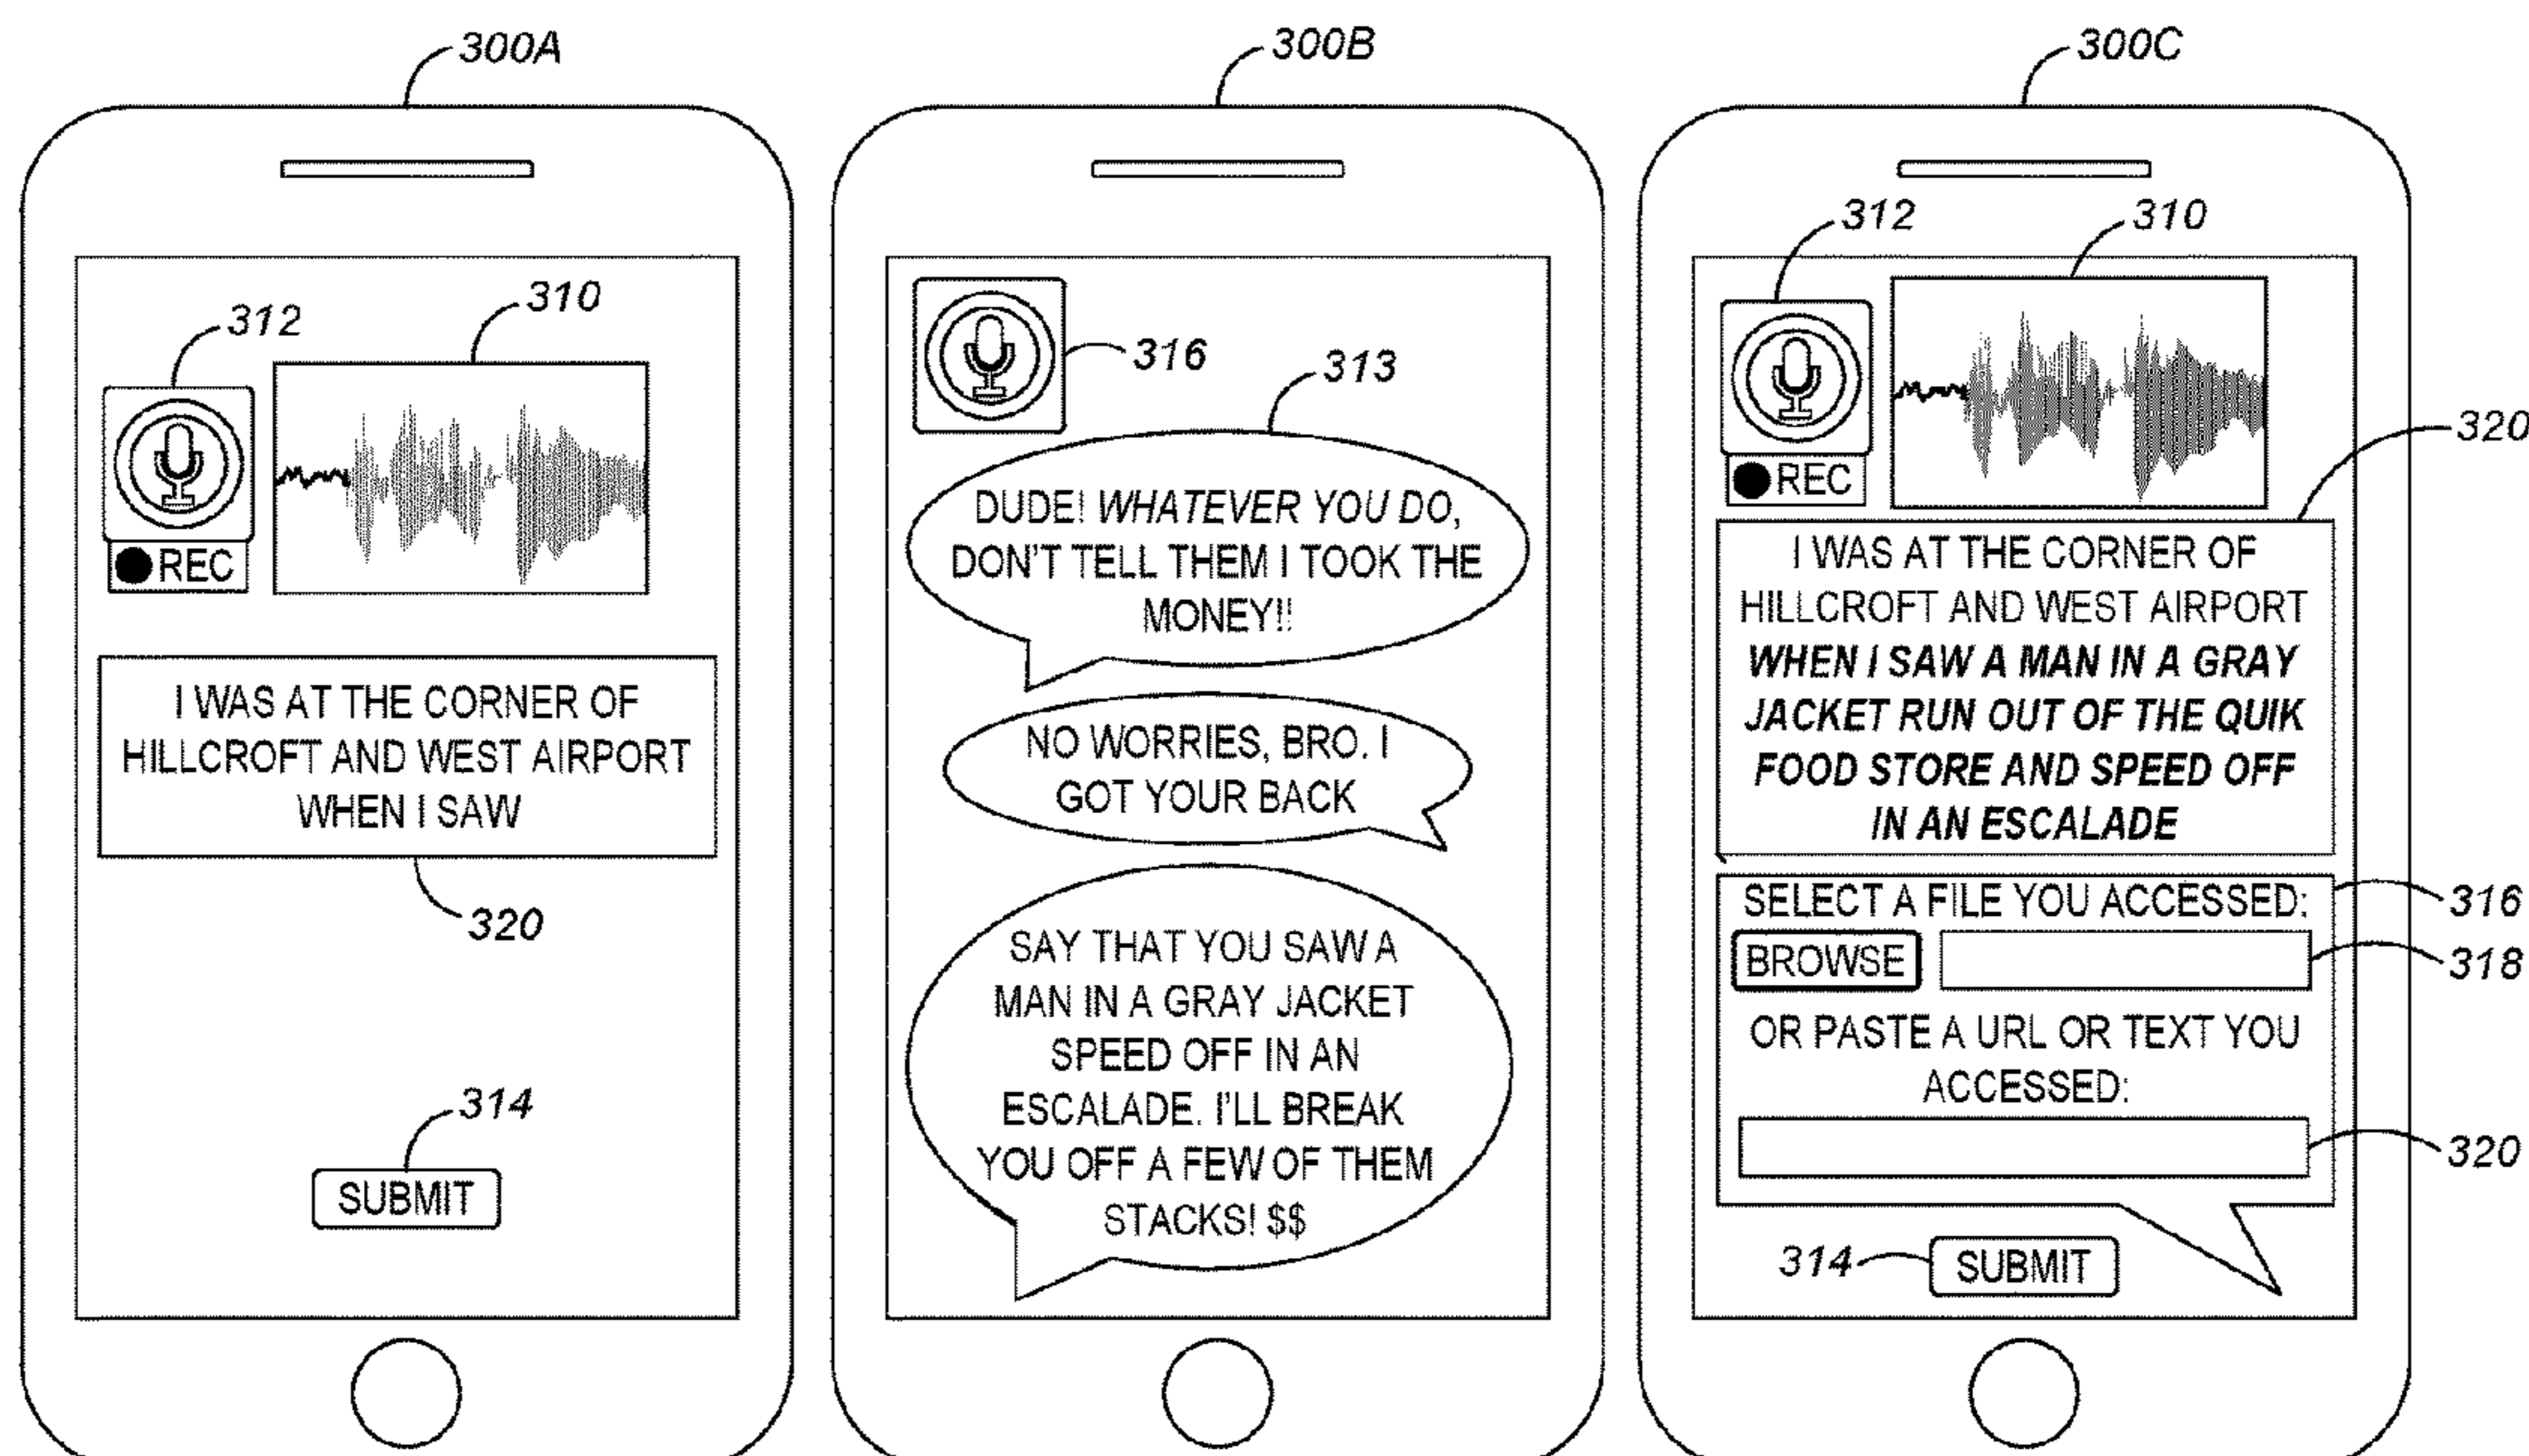 300A
312
310
REC
I WAS AT THE CORNER OF
HILLCROFT AND WEST AIRPORT
WHEN I SAW
320
314
SUBMIT
300B
316
313
DUDE! WHATEVER YOU DO,
DON'T TELL THEM I TOOK THE
MONEY!!
NO WORRIES, BRO. I
GOT YOUR BACK
SAY THAT YOU SAW A
MAN IN A GRAY JACKET
SPEED OFF IN AN
ESCALADE. I'LL BREAK
YOU OFF A FEW OF THEM
STACKS! $$
300C
312
310
REC
320
I WAS AT THE CORNER OF
HILLCROFT AND WEST AIRPORT
WHEN I SAW A MAN IN A GRAY
JACKET RUN OUT OF THE QUIK
FOOD STORE AND SPEED OFF
IN AN ESCALADE
SELECT A FILE YOU ACCESSED:
316
BROWSE
318
OR PASTE A URL OR TEXT YOU
ACCESSED:
320
314
SUBMIT